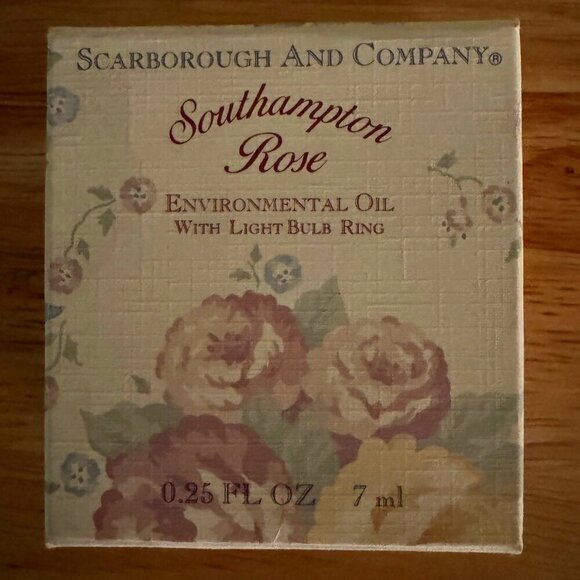 Scarborough And Company®
Southampton
Rose
Environmental Oil
With Light Bulb Ring
0.25 FL OZ 7 ml